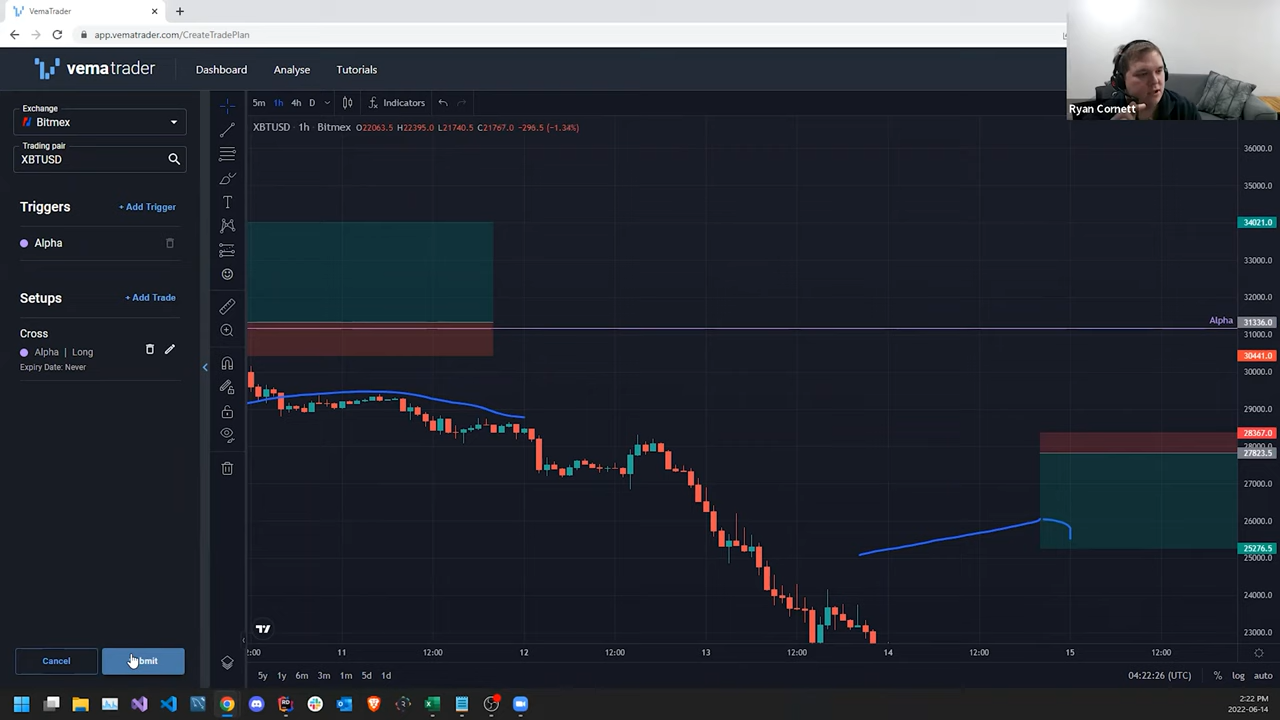 VemaTrader
app.vematrader.com/CreateTradePlan
vematrader
Dashboard
Analyse
Tutorials
Ryan Cornett
Exchange
Bitmex
Trading pair
XBTUSD
Triggers
+ Add Trigger
Alpha
Setups
+ Add Trade
Cross
Alpha | Long
Expiry Date: Never
Cancel
5m 1h 4h D
Indicators
XBTUSD · 1h · Bitmex O22063.5 H22395.0 L21740.5 C21767.0 −296.5 (−1.34%)
36000.0
35000.0
34021.0
33000.0
32000.0
Alpha
31336.0
31000.0
30441.0
30000.0
29000.0
28367.0
27823.5
27000.0
26000.0
25276.5
25000.0
24000.0
23000.0
11 12:00 12 12:00 13 12:00 14 12:00 15 12:00
5y 1y 6m 3m 1m 5d 1d
04:22:26 (UTC)
% log auto
2:22 PM
2022-06-14